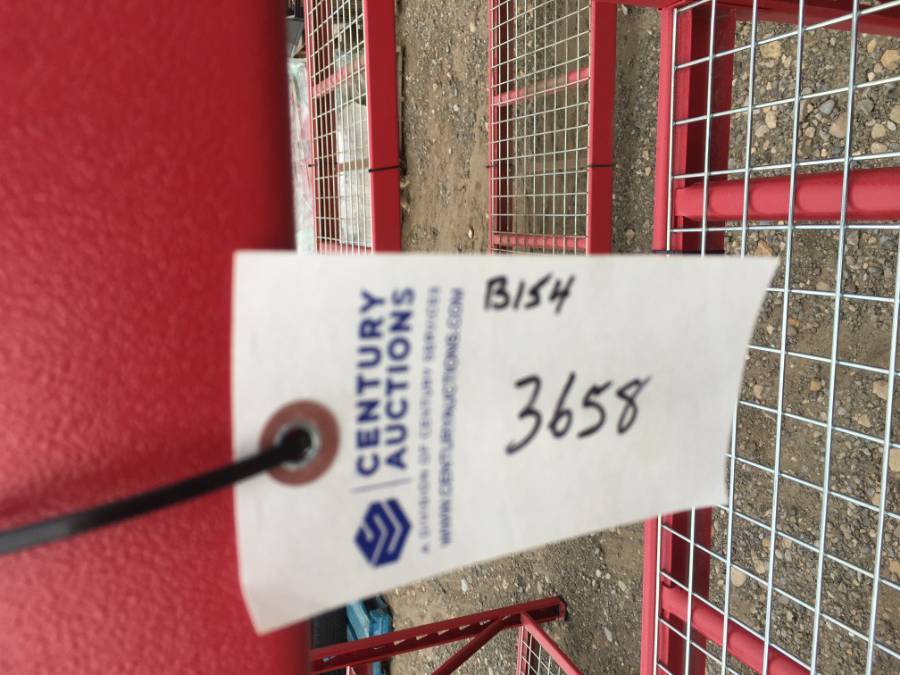 B154
3658
CENTURY
AUCTIONS
A DIVISION OF CENTURY SERVICES
WWW.CENTURYAUCTIONS.COM